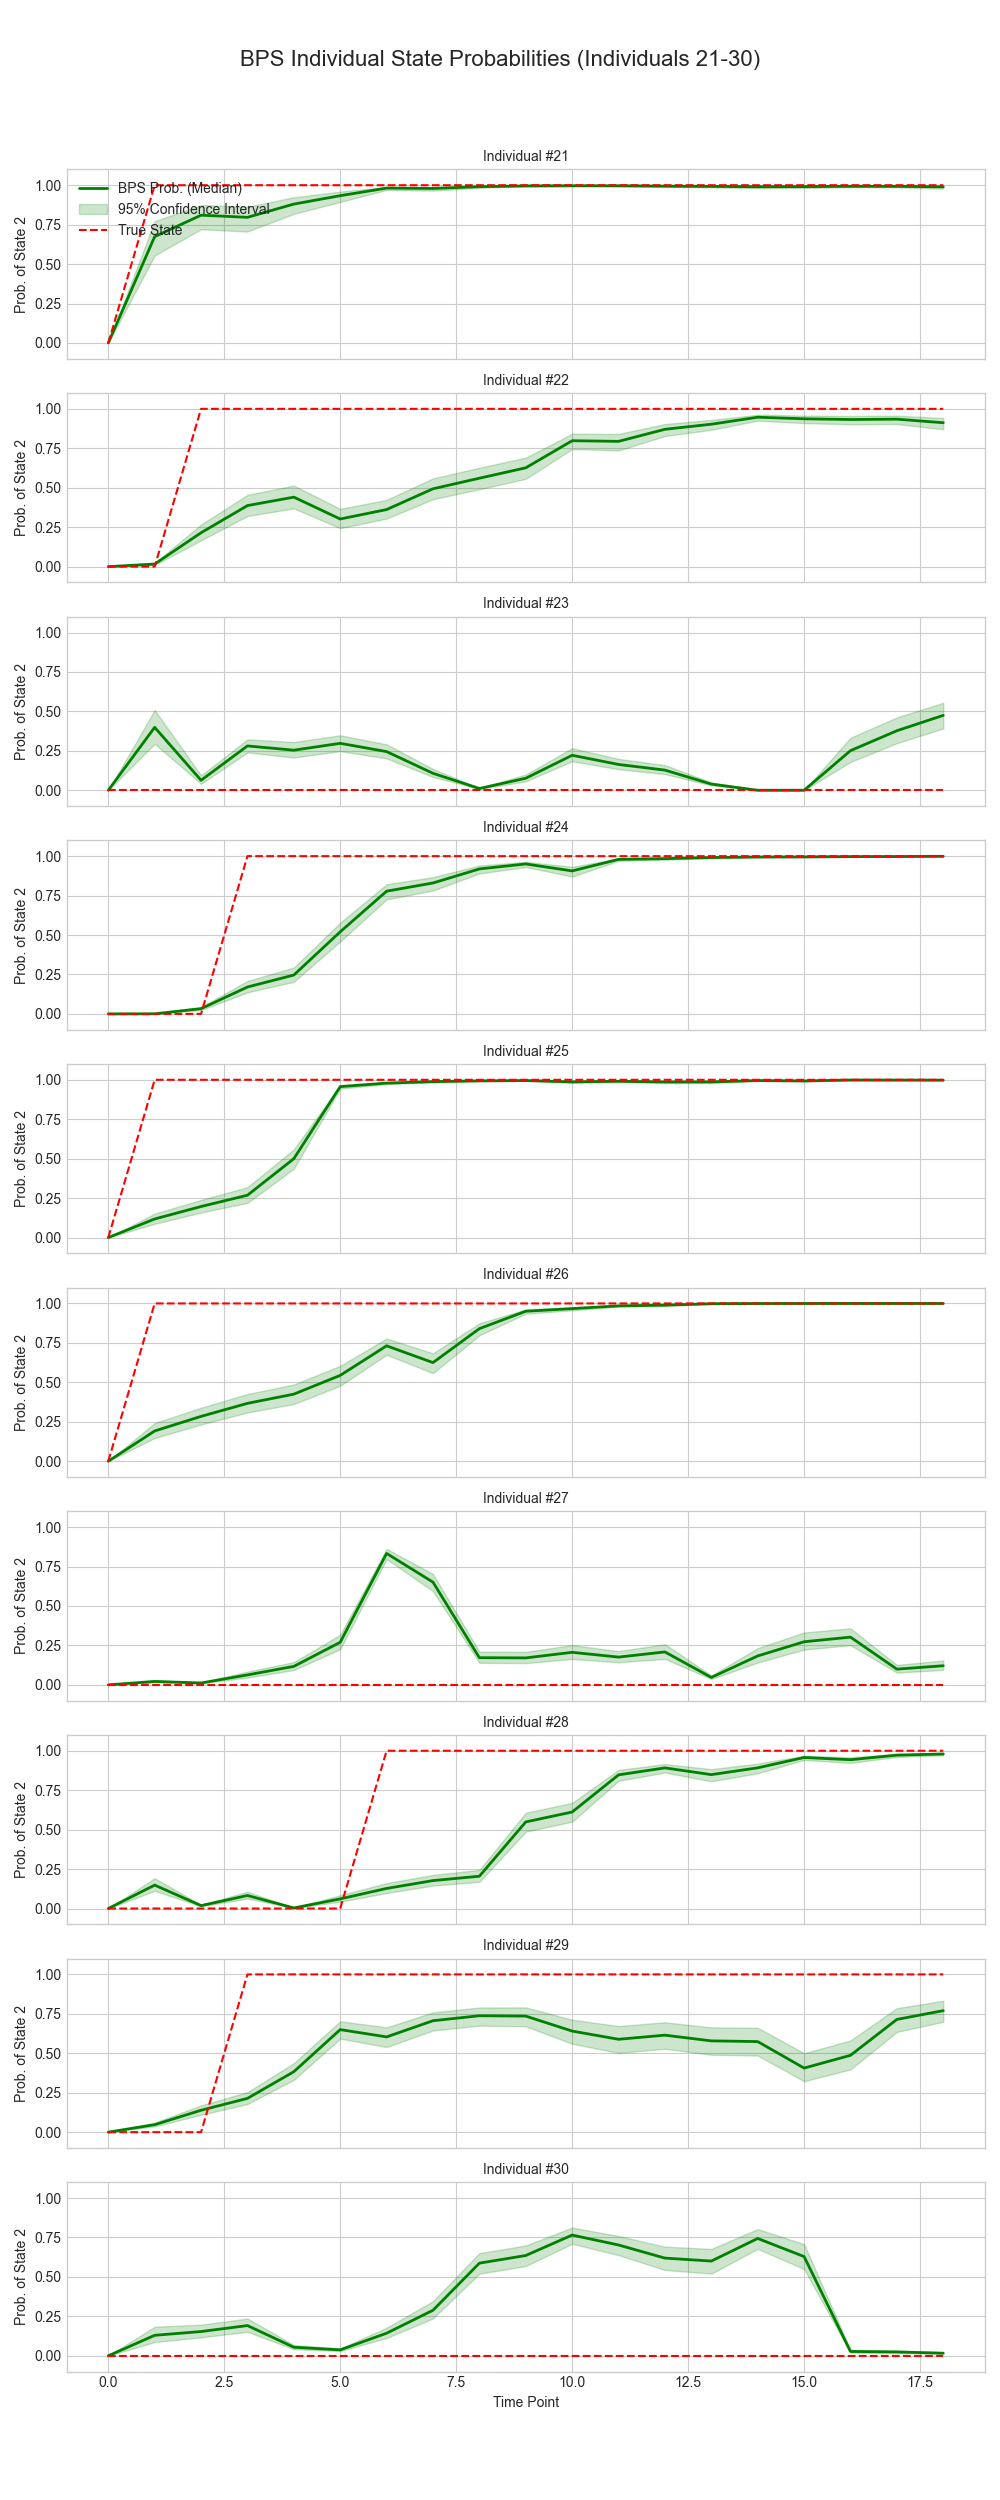 BPS Individual State Probabilities (Individuals 21-30)
Individual #21
BPS Prob. (Median)
95% Confidence Interval
True State
Prob. of State 2
1.00
0.75
0.50
0.25
0.00
Individual #22
Prob. of State 2
1.00
0.75
0.50
0.25
0.00
Individual #23
Prob. of State 2
1.00
0.75
0.50
0.25
0.00
Individual #24
Prob. of State 2
1.00
0.75
0.50
0.25
0.00
Individual #25
Prob. of State 2
1.00
0.75
0.50
0.25
0.00
Individual #26
Prob. of State 2
1.00
0.75
0.50
0.25
0.00
Individual #27
Prob. of State 2
1.00
0.75
0.50
0.25
0.00
Individual #28
Prob. of State 2
1.00
0.75
0.50
0.25
0.00
Individual #29
Prob. of State 2
1.00
0.75
0.50
0.25
0.00
Individual #30
Prob. of State 2
1.00
0.75
0.50
0.25
0.00
0.0 2.5 5.0 7.5 10.0 12.5 15.0 17.5
Time Point